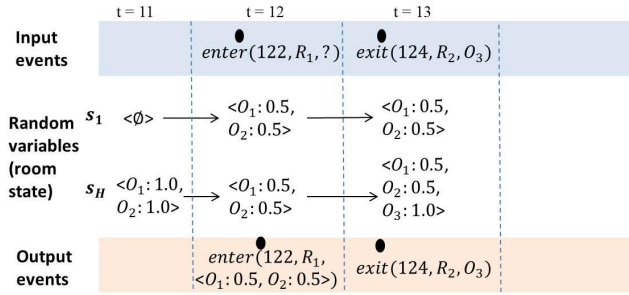 t = 11 t = 12 t = 13
Input events
enter(122, R₁, ?) exit(124, R₂, O₃)
Random variables (room state)
s₁ <∅> <O₁: 0.5, O₂: 0.5> <O₁: 0.5, O₂: 0.5>
s_H <O₁: 1.0, O₂: 1.0> <O₁: 0.5, O₂: 0.5> <O₁: 0.5, O₂: 0.5, O₃: 1.0>
Output events
enter(122, R₁, <O₁: 0.5, O₂: 0.5>) exit(124, R₂, O₃)